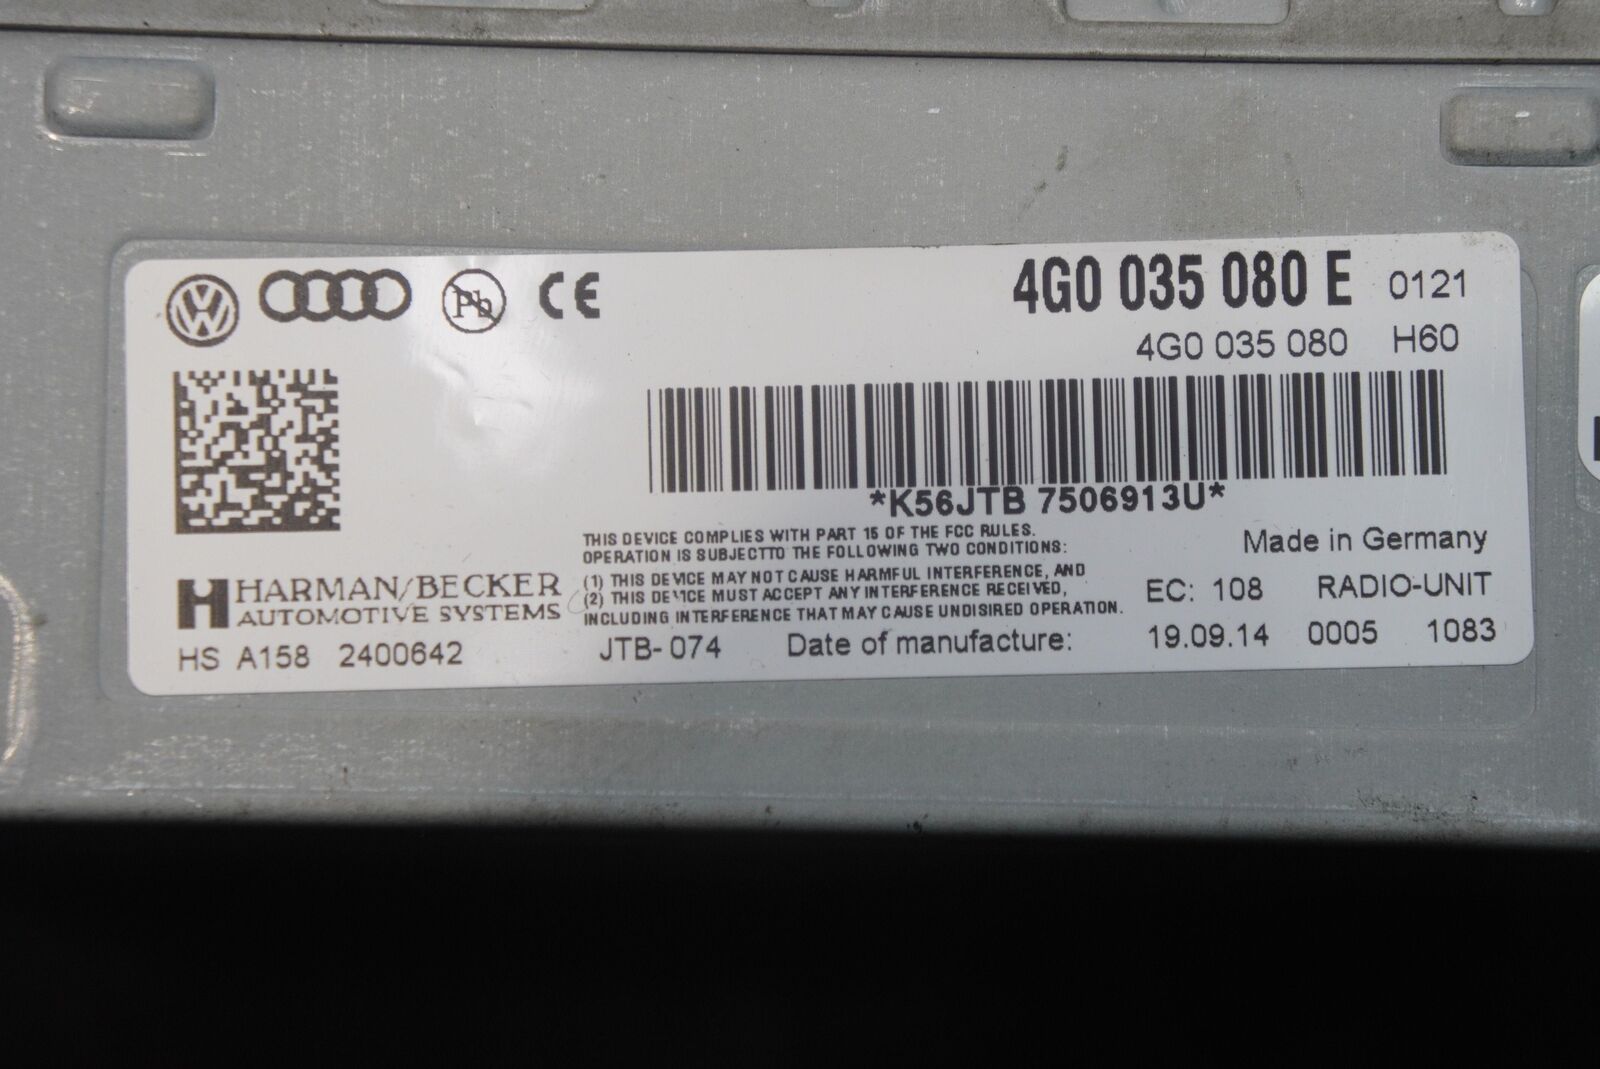 Pb CE
4G0 035 080 E 0121
4G0 035 080 H60
*K56JTB 7506913U*
THIS DEVICE COMPLIES WITH PART 15 OF THE FCC RULES.
OPERATION IS SUBJECTTO THE FOLLOWING TWO CONDITIONS:
(1) THIS DEVICE MAY NOT CAUSE HARMFUL INTERFERENCE, AND
(2) THIS DEVICE MUST ACCEPT ANY INTERFERENCE RECEIVED,
INCLUDING INTERFERENCE THAT MAY CAUSE UNDISIRED OPERATION.
Made in Germany
HARMAN/BECKER
AUTOMOTIVE SYSTEMS
EC: 108 RADIO-UNIT
HS A158 2400642 JTB-074 Date of manufacture: 19.09.14 0005 1083